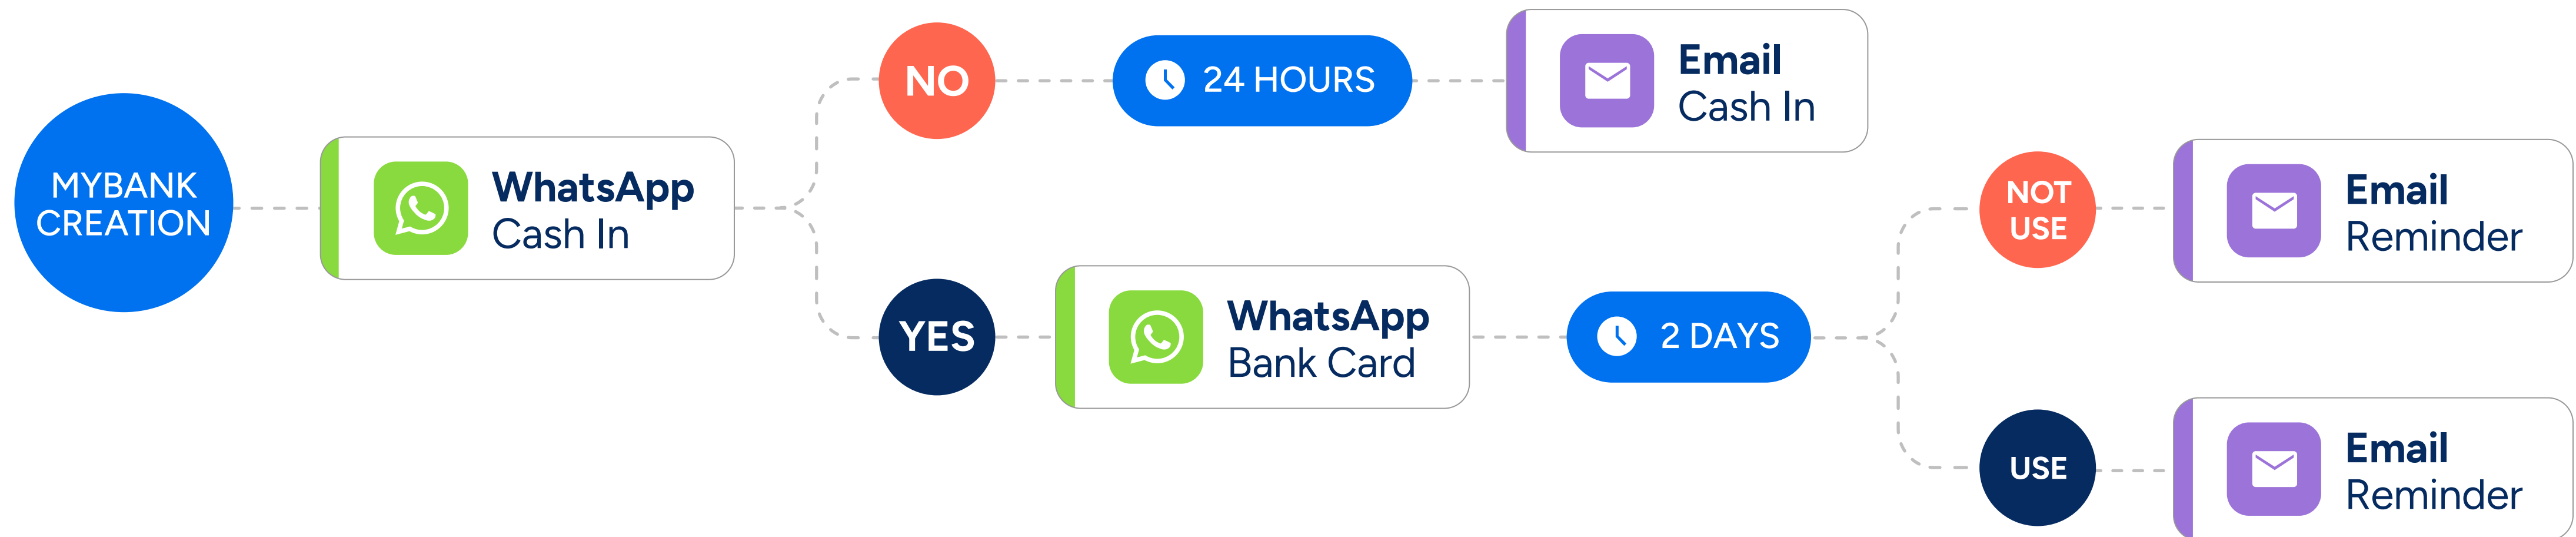 MYBANK
CREATION
WhatsApp
Cash In
NO
24 HOURS
Email
Cash In
YES
WhatsApp
Bank Card
2 DAYS
NOT
USE
Email
Reminder
USE
Email
Reminder